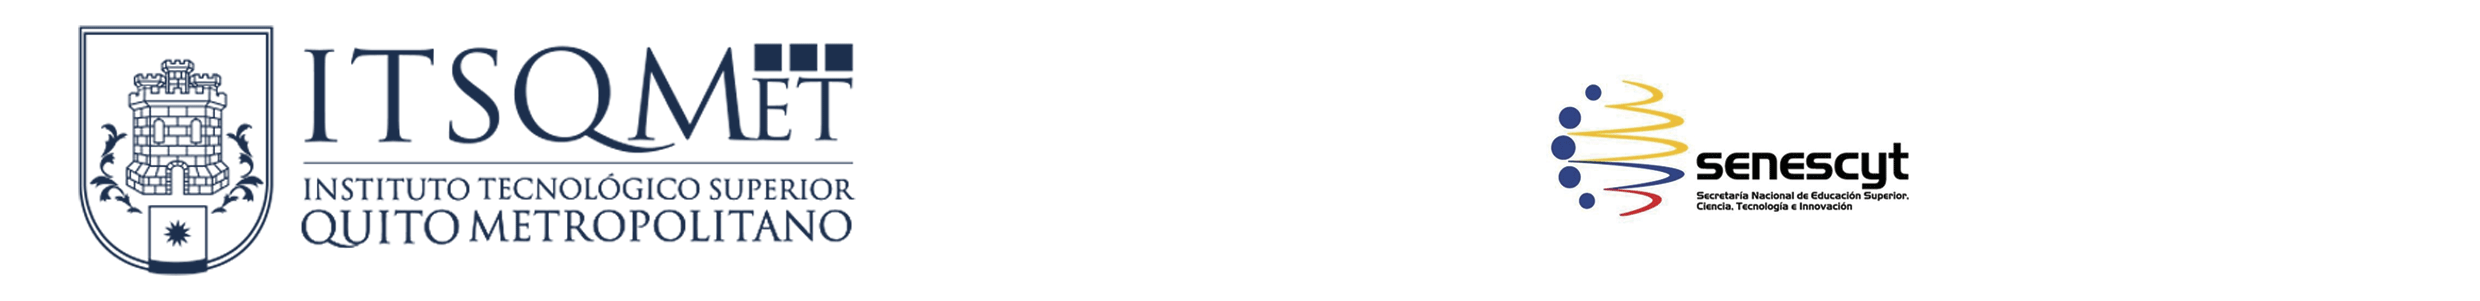 ITSQMET
INSTITUTO TECNOLÓGICO SUPERIOR
QUITO METROPOLITANO
senescyt
Secretaría Nacional de Educación Superior,
Ciencia, Tecnología e Innovación